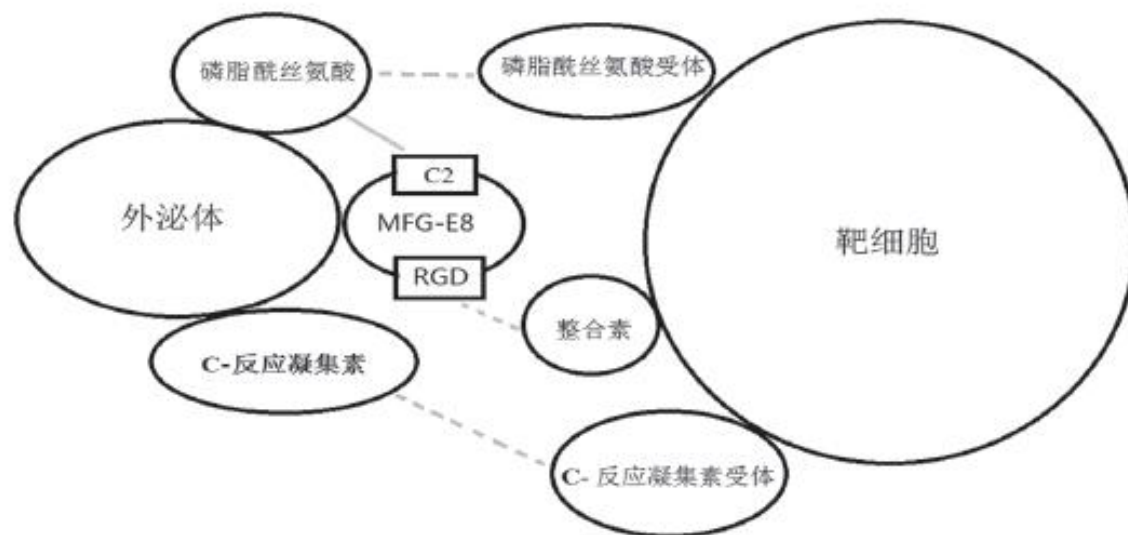 磷脂酰丝氨酸
磷脂酰丝氨酸受体
C2
外泌体
MFG-E8
靶细胞
RGD
整合素
C-反应凝集素
C- 反应凝集素受体